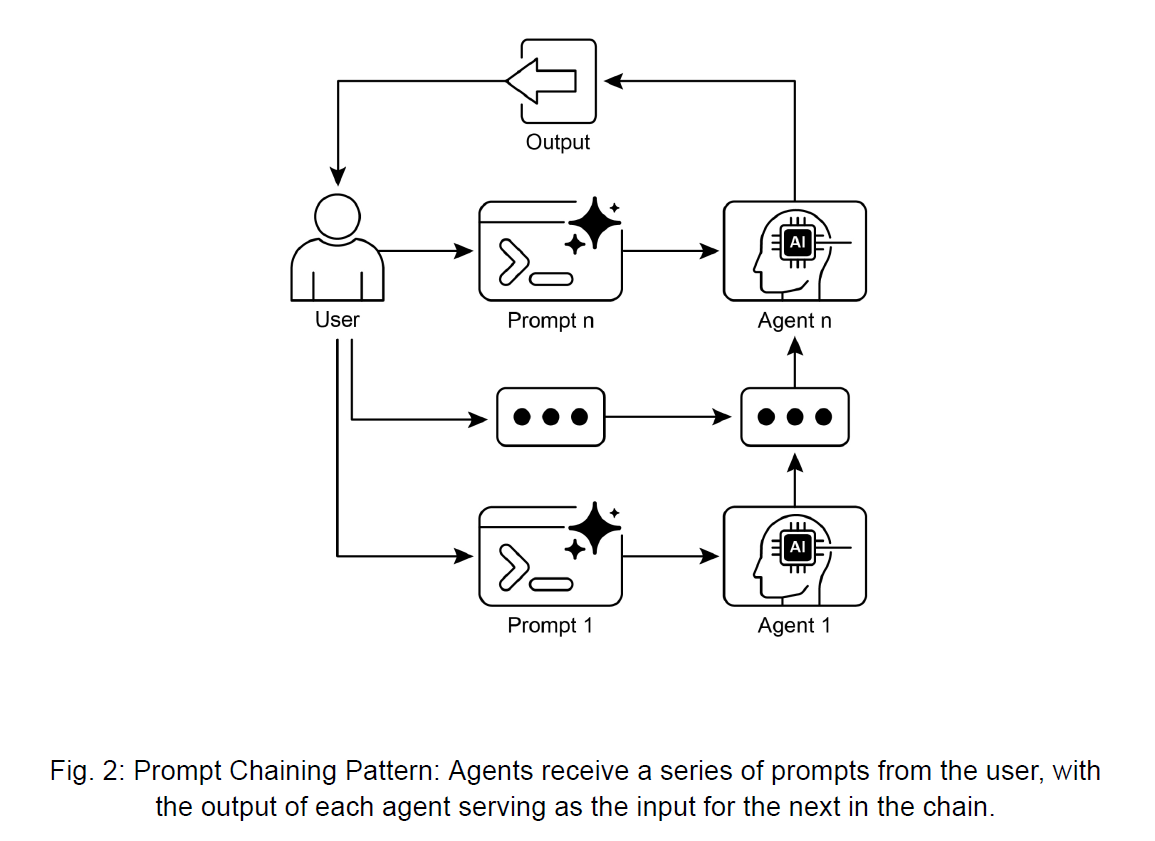 Output
User
Prompt n
AI
Agent n
Prompt 1
AI
Agent 1
Fig. 2: Prompt Chaining Pattern: Agents receive a series of prompts from the user, with
the output of each agent serving as the input for the next in the chain.